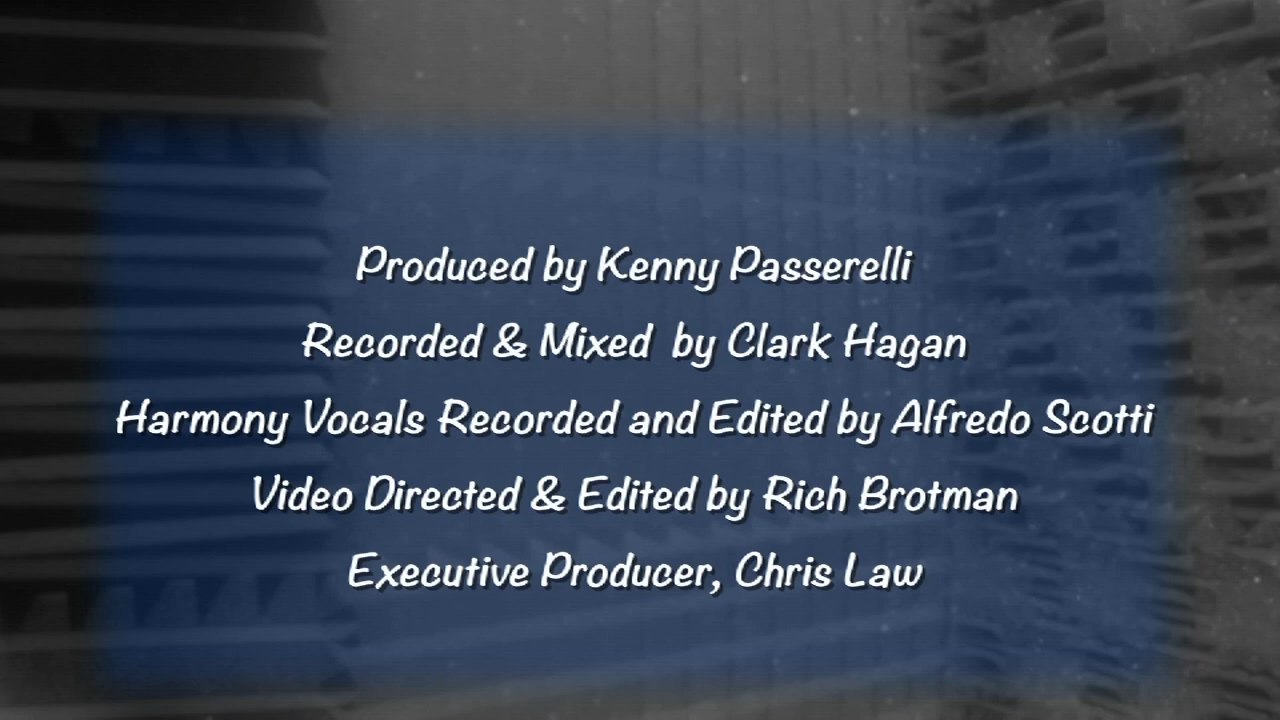 Produced by Kenny Passerelli
Recorded & Mixed by Clark Hagan
Harmony Vocals Recorded and Edited by Alfredo Scotti
Video Directed & Edited by Rich Brotman
Executive Producer, Chris Law